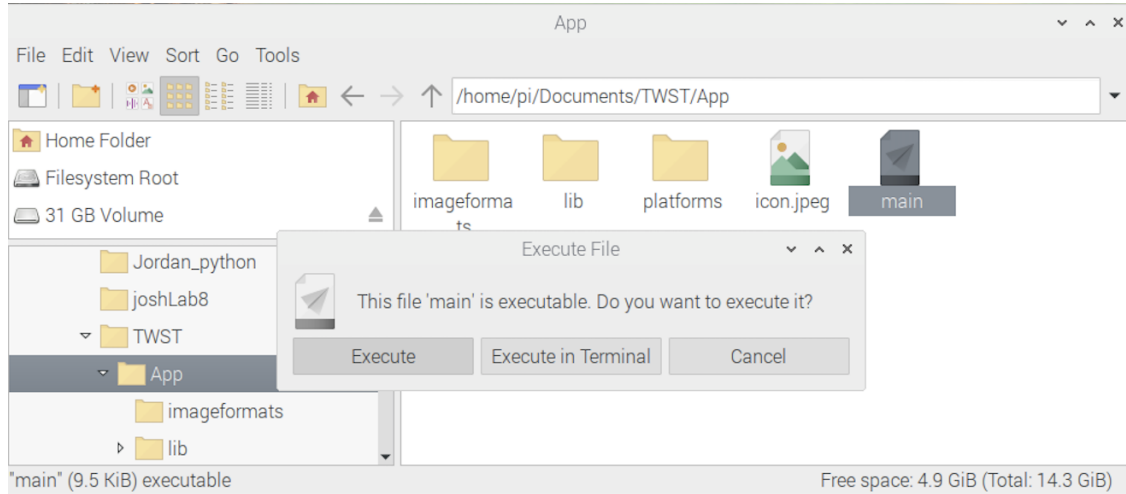 App
File Edit View Sort Go Tools
/home/pi/Documents/TWST/App
Home Folder
Filesystem Root
31 GB Volume
Jordan_python
joshLab8
TWST
App
imageformats
lib
imageforma
ts
lib
platforms
icon.jpeg
main
Execute File
This file 'main' is executable. Do you want to execute it?
Execute
Execute in Terminal
Cancel
"main" (9.5 KiB) executable
Free space: 4.9 GiB (Total: 14.3 GiB)